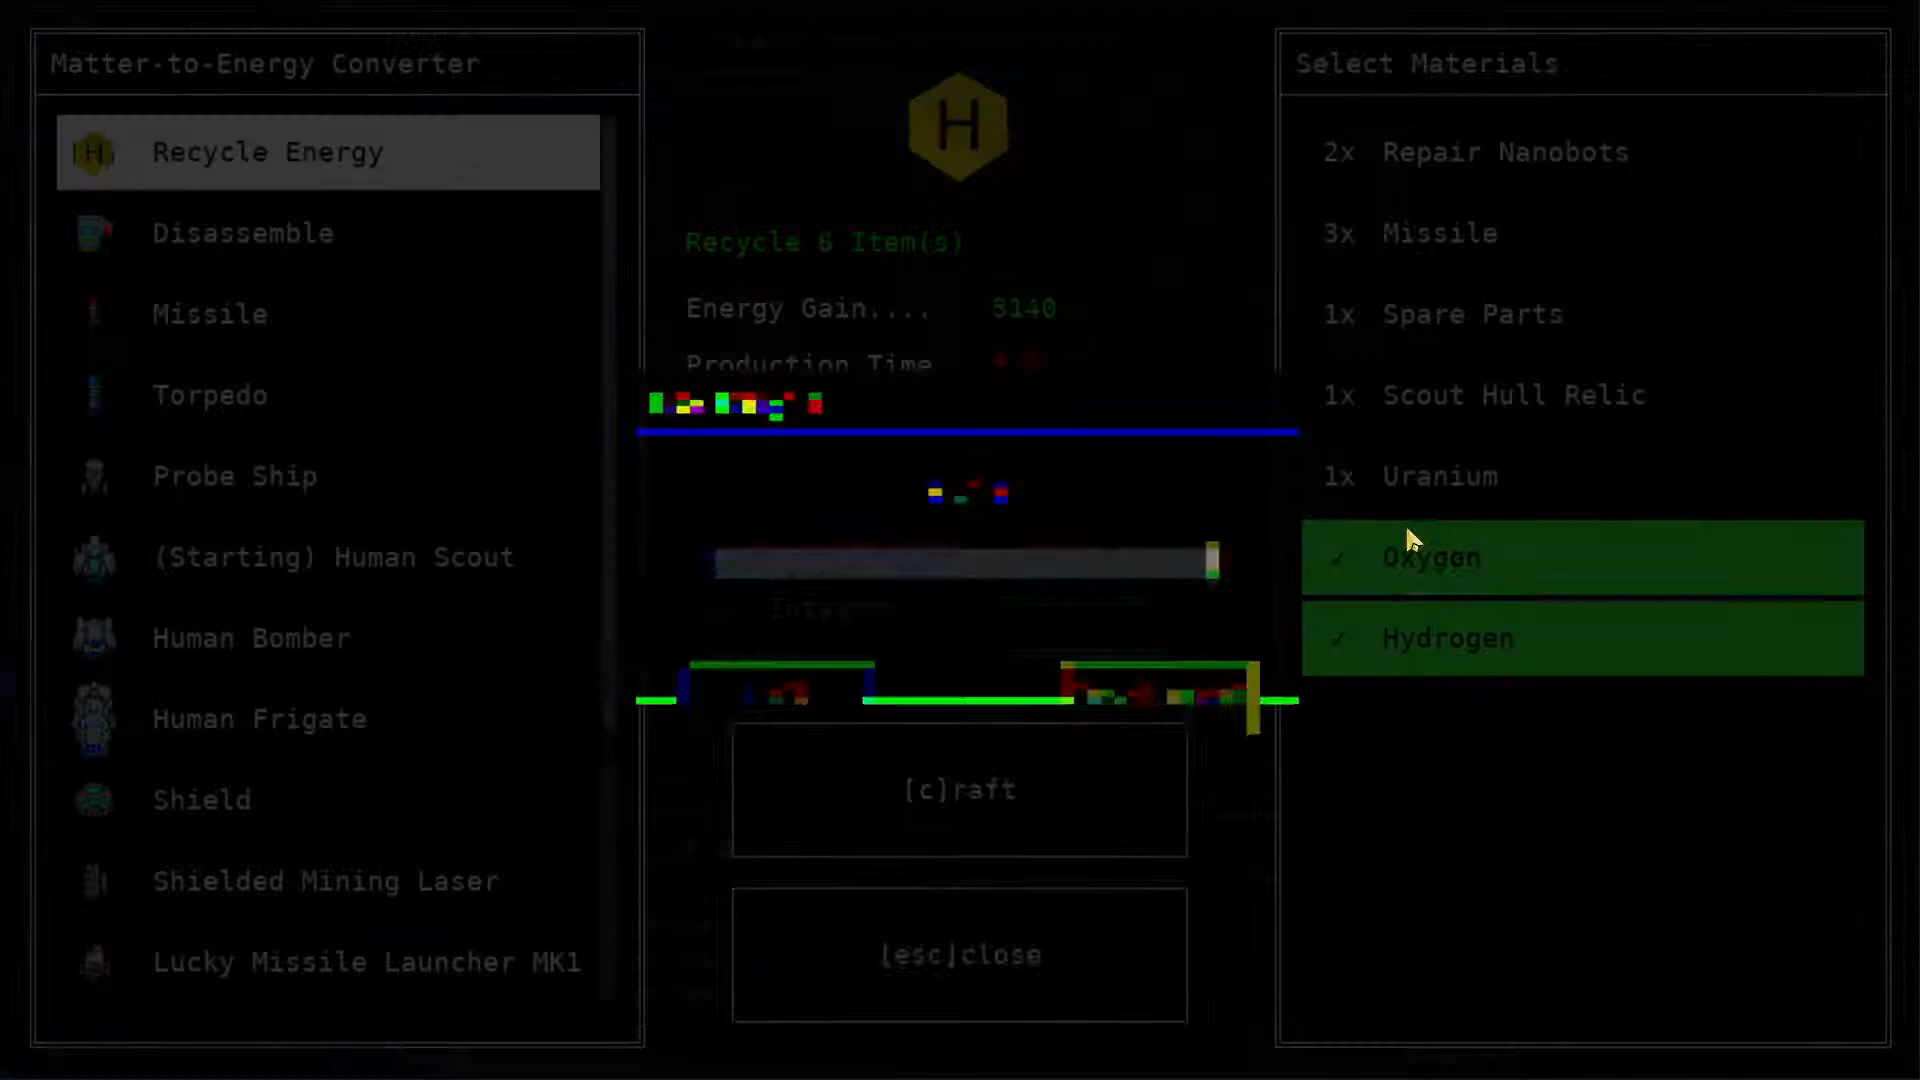 Matter-to-Energy Converter
H Recycle Energy
Disassemble
Missile
Torpedo
Probe Ship
(Starting) Human Scout
Human Bomber
Human Frigate
Shield
Shielded Mining Laser
Lucky Missile Launcher MK1
H
Recycle Item(s)
Energy Gain....
Production Time
[c]raft
[esc]close
Select Materials
2x Repair Nanobots
3x Missile
1x Spare Parts
1x Scout Hull Relic
1x Uranium
✓ Oxygen
✓ Hydrogen